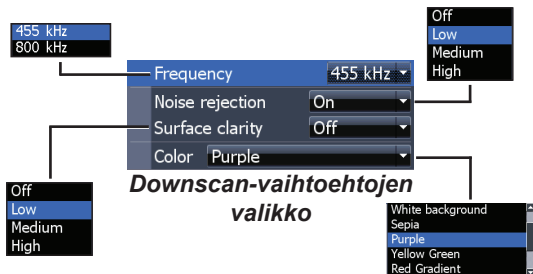 455 kHz
800 kHz
Off
Low
Medium
High
Frequency 455 kHz
Noise rejection On
Surface clarity Off
Color Purple
Off
Low
Medium
High
Downscan-vaihtoehtojen
valikko
White background
Sepia
Purple
Yellow Green
Red Gradient